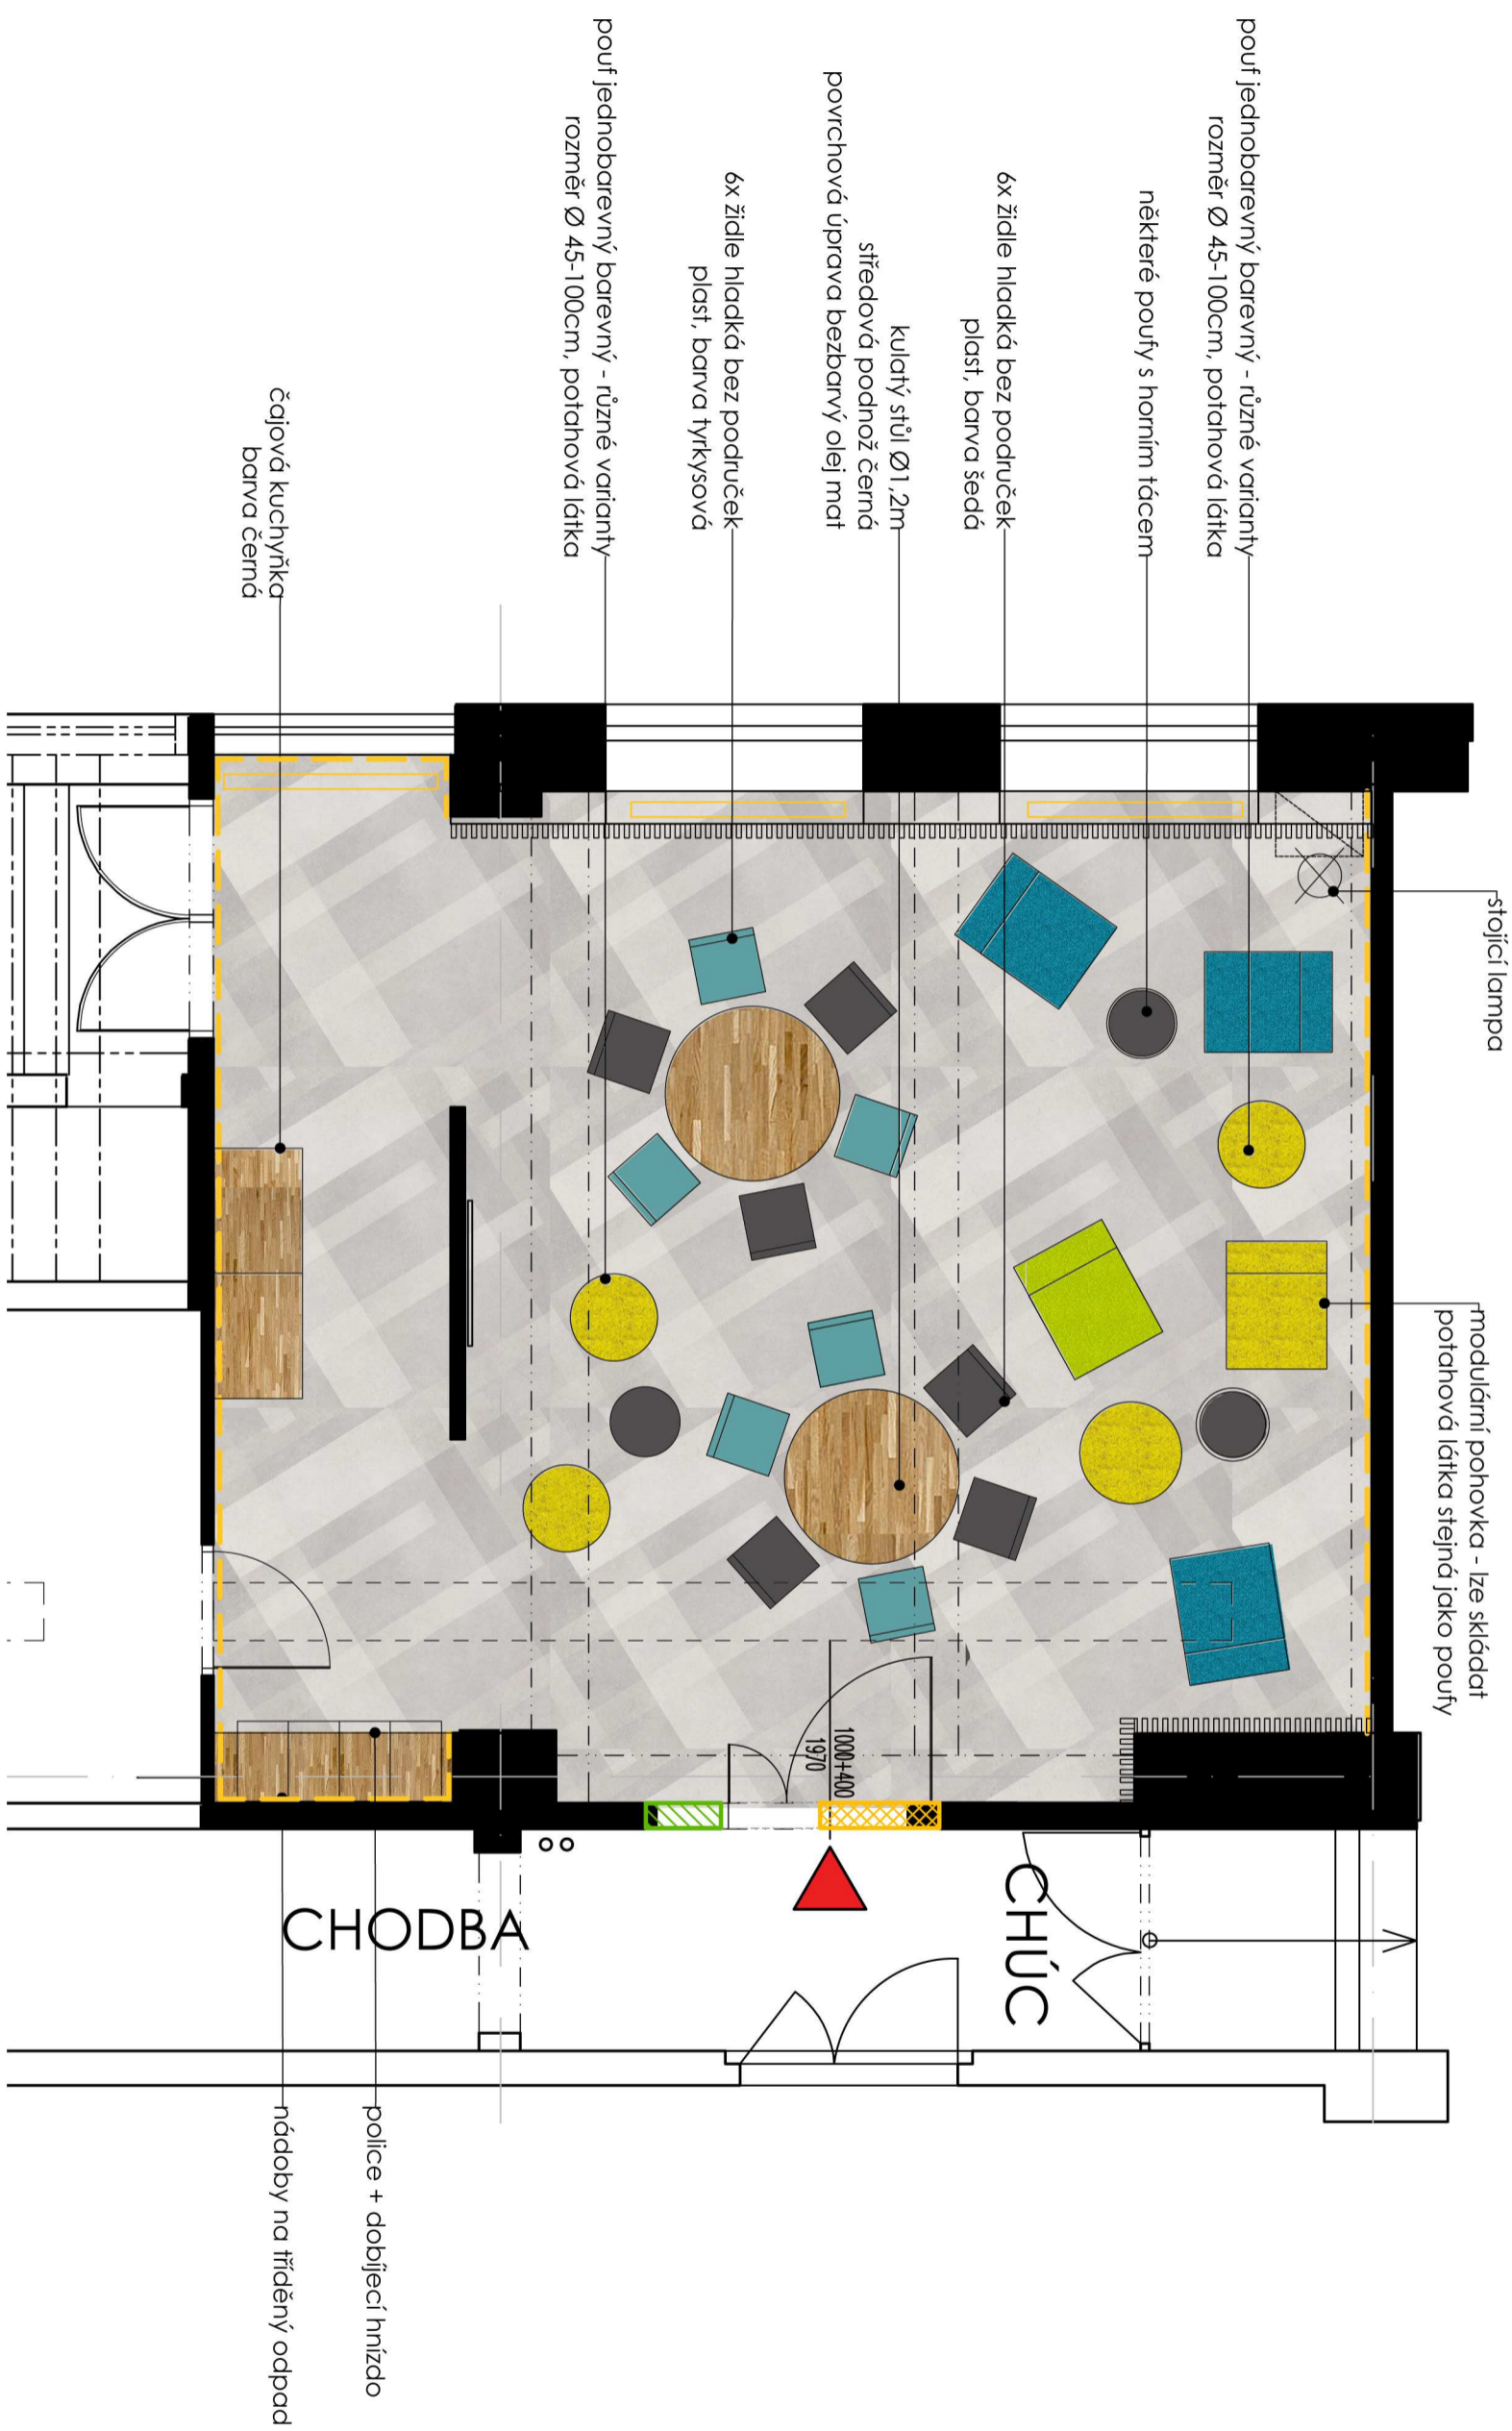 pouf jednobarevný barevný - různé varianty
rozměr Ø 45-100cm, potahová látka
některé poufy s horním tácem
6x židle hladká bez područek
plast, barva šedá
kulatý stůl Ø1,2m
středová podnož černá
povrchová úprava bezbarvý olej mat
6x židle hladká bez područek
plast, barva tyrkysová
pouf jednobarevný barevný - různé varianty
rozměr Ø 45-100cm, potahová látka
čajová kuchyňka
barva černá
stojící lampa
modulární pohovka - lze skládat
potahová látka stejná jako poufy
1000+400
1970
CHÚC
CHODBA
police + dobíjecí hnízdo
nádoby na tříděný odpad